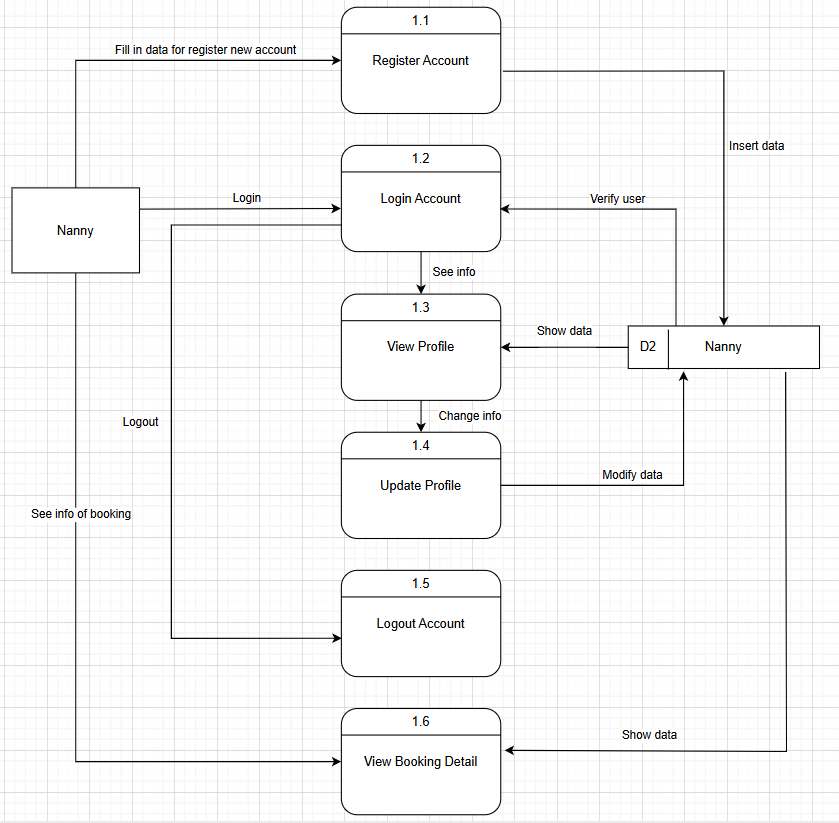 1.1
Fill in data for register new account
Register Account
Insert data
1.2
Login
Login Account
Verify user
Nanny
See info
1.3
Show data
View Profile
D2
Nanny
Change info
Logout
1.4
Modify data
Update Profile
See info of booking
1.5
Logout Account
1.6
Show data
View Booking Detail